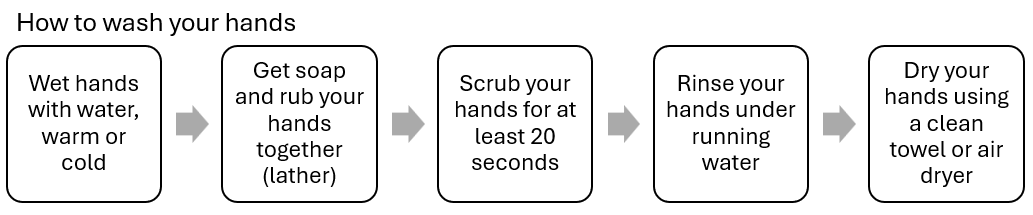 How to wash your hands
Wet hands
with water,
warm or
cold
Get soap
and rub your
hands
together
(lather)
Scrub your
hands for at
least 20
seconds
Rinse your
hands under
running
water
Dry your
hands using
a clean
towel or air
dryer